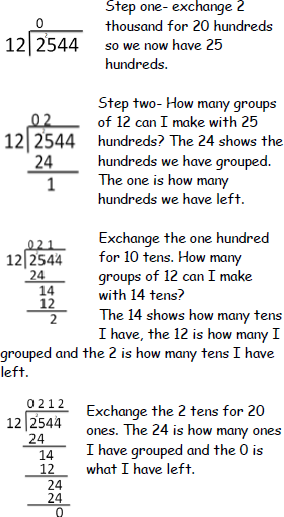 Step one- exchange 2
thousand for 20 hundreds
so we now have 25
hundreds.
0
12 2544
Step two- How many groups
of 12 can I make with 25
hundreds? The 24 shows the
hundreds we have grouped.
The one is how many
hundreds we have left.
0 2
12 2544
24
1
Exchange the one hundred
for 10 tens. How many
groups of 12 can I make
with 14 tens?
The 14 shows how many tens
I have, the 12 is how many I
grouped and the 2 is how many tens I have
left.
0 2 1
12 2544
24
14
12
2
Exchange the 2 tens for 20
ones. The 24 is how many ones
I have grouped and the 0 is
what I have left.
0 2 1 2
12 2544
24
14
12
24
24
0